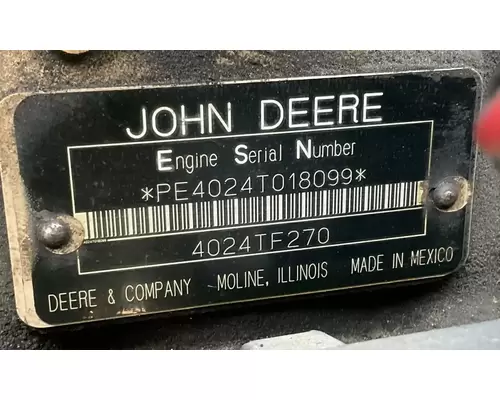 JOHN DEERE
Engine Serial Number
*PE4024T018099*
4024TF270
DEERE & COMPANY MOLINE, ILLINOIS MADE IN MEXICO